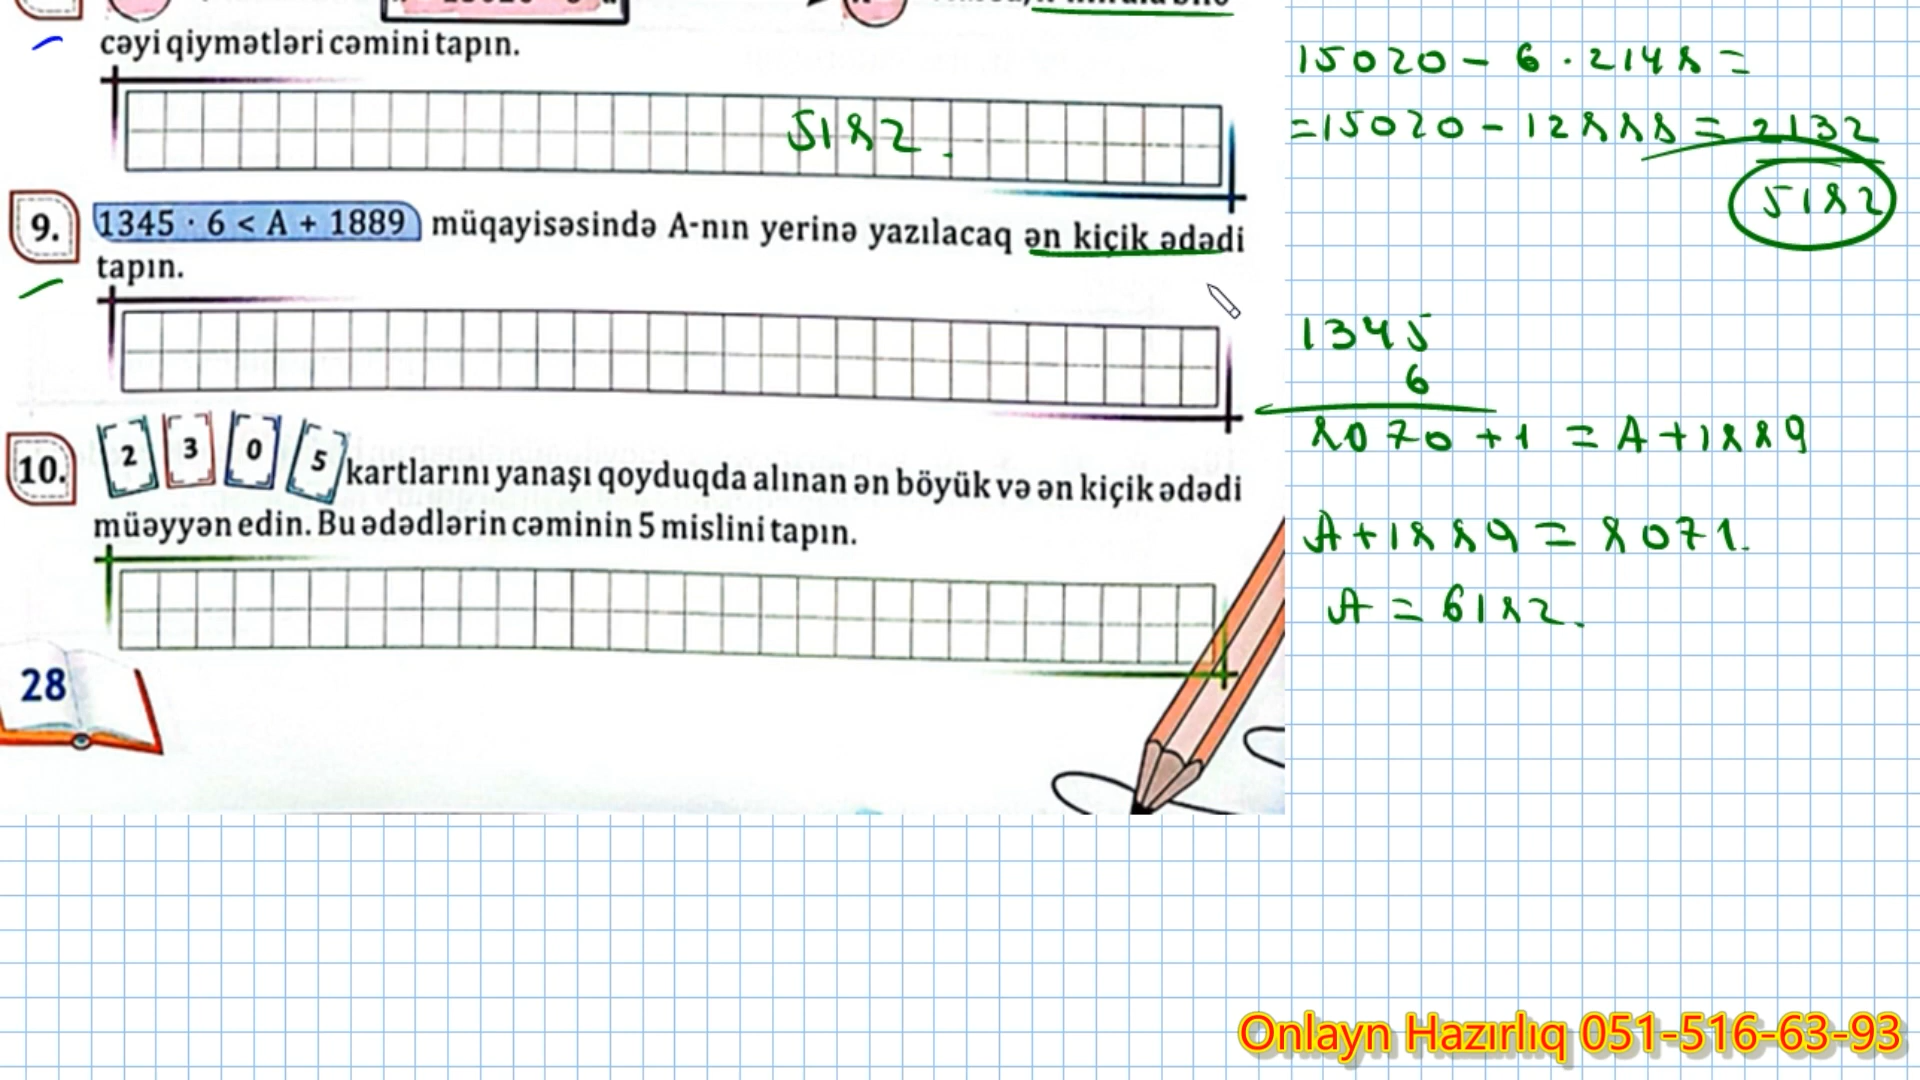 cəyi qiymətləri cəmini tapın.
5182.
9. 1345 · 6 < A + 1889 müqayisəsində A-nın yerinə yazılacaq ən kiçik ədədi
tapın.
10. 2 3 0 5 kartlarını yanaşı qoyduqda alınan ən böyük və ən kiçik ədədi
müəyyən edin. Bu ədədlərin cəminin 5 mislini tapın.
28
15020 - 6 · 2148 =
= 15020 - 12888 = 2132
5182
1345
6
8070 + 1 = A + 1889
A + 1889 = 8071.
A = 6182.
Onlayn Hazırlıq 051-516-63-93